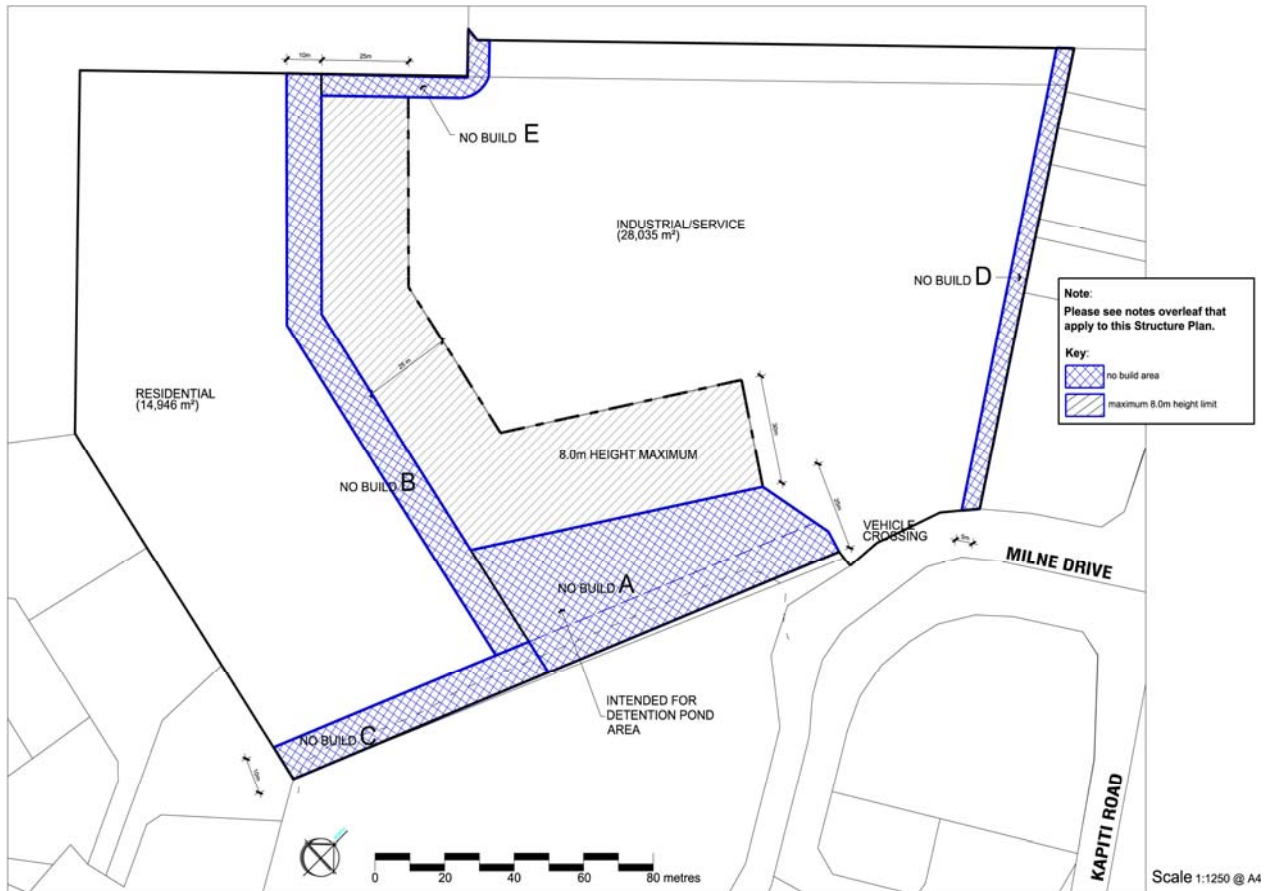 10m
25m
NO BUILD E
INDUSTRIAL/SERVICE
(28,035 m²)
NO BUILD D
Note:
Please see notes overleaf that
apply to this Structure Plan.
Key:
no build area
maximum 8.0m height limit
25 m
RESIDENTIAL
(14,946 m²)
8.0m HEIGHT MAXIMUM
30m
NO BUILD B
25m
VEHICLE
CROSSING
5m
MILNE DRIVE
NO BUILD A
INTENDED FOR
DETENTION POND
AREA
NO BUILD C
10m
KAPITI ROAD
0 20 40 60 80 metres
Scale 1:1250 @ A4